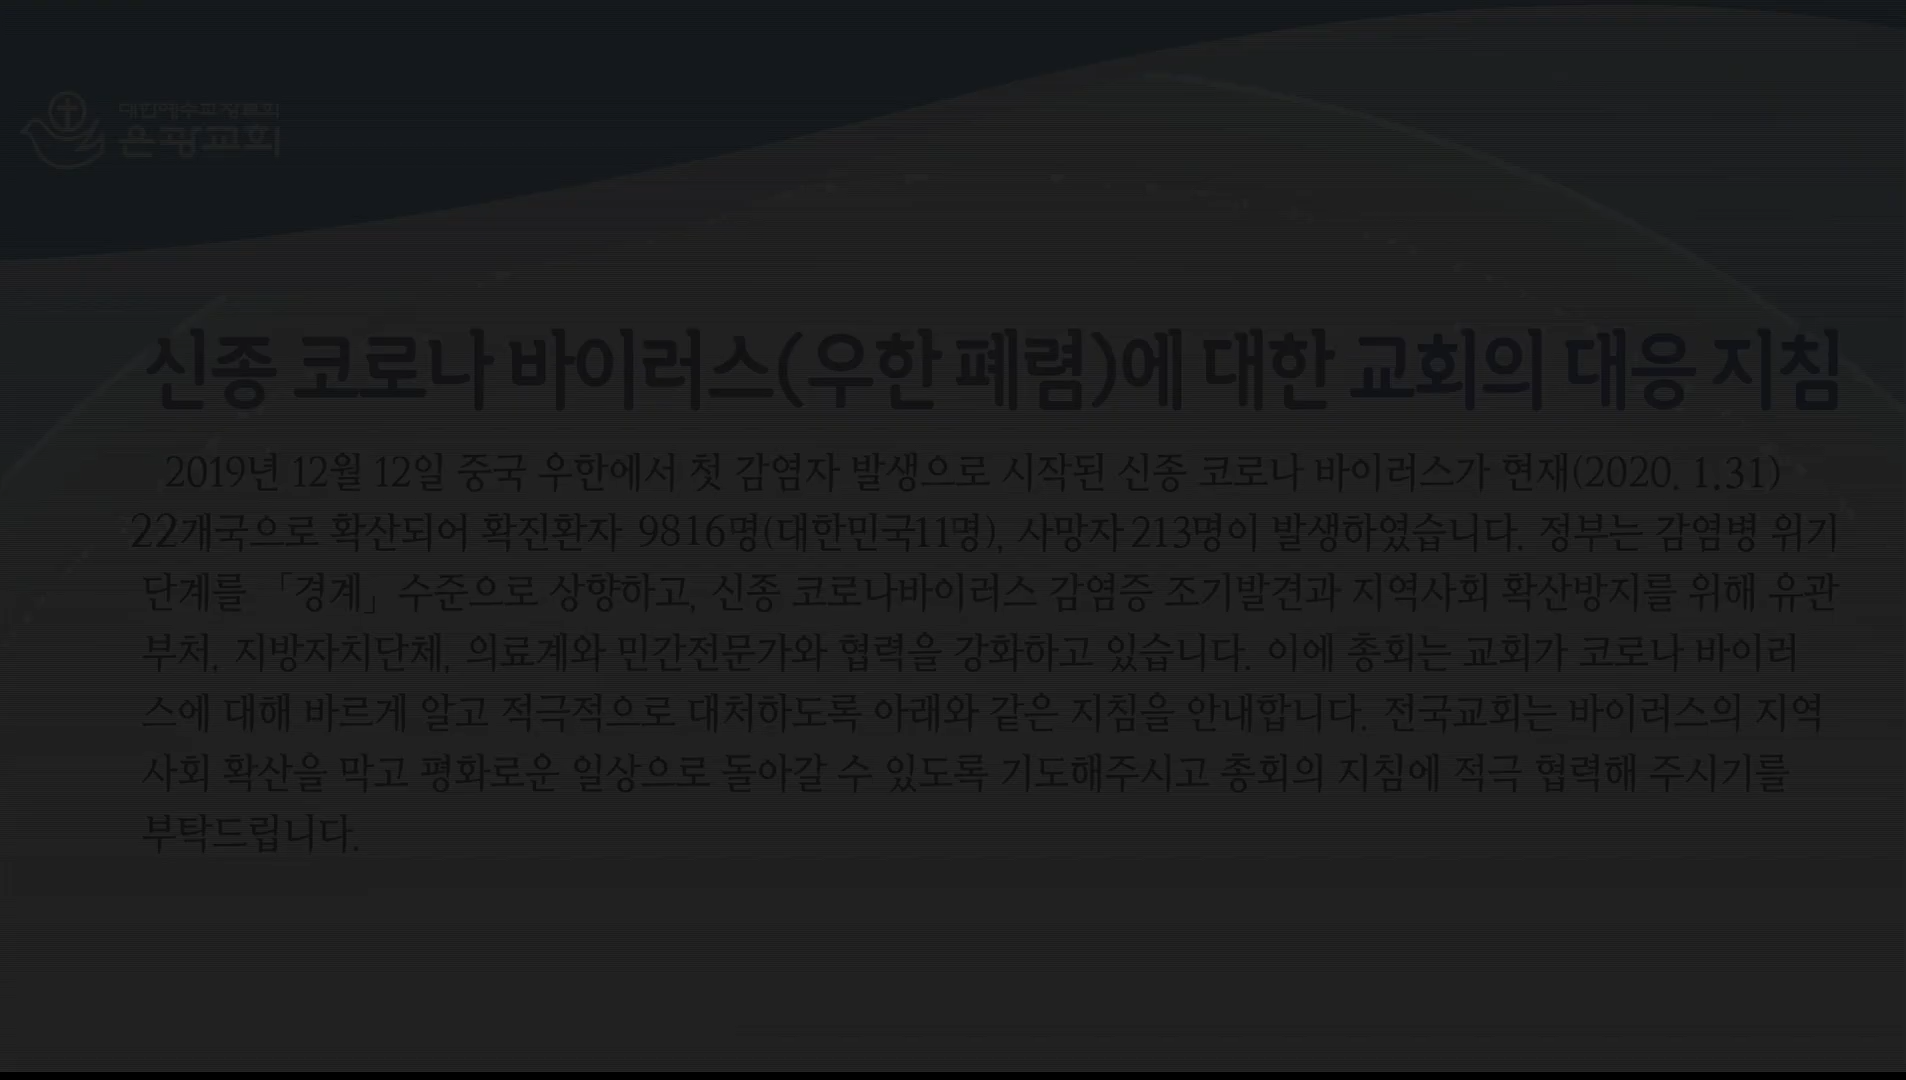 대한예수교장로회
은광교회
신종 코로나 바이러스(우한 폐렴)에 대한 교회의 대응 지침
2019년 12월 12일 중국 우한에서 첫 감염자 발생으로 시작된 신종 코로나 바이러스가 현재(2020. 1.31)
22개국으로 확산되어 확진환자 9816명(대한민국11명), 사망자 213명이 발생하였습니다. 정부는 감염병 위기
단계를 「경계」수준으로 상향하고, 신종 코로나바이러스 감염증 조기발견과 지역사회 확산방지를 위해 유관
부처, 지방자치단체, 의료계와 민간전문가와 협력을 강화하고 있습니다. 이에 총회는 교회가 코로나 바이러
스에 대해 바르게 알고 적극적으로 대처하도록 아래와 같은 지침을 안내합니다. 전국교회는 바이러스의 지역
사회 확산을 막고 평화로운 일상으로 돌아갈 수 있도록 기도해주시고 총회의 지침에 적극 협력해 주시기를
부탁드립니다.